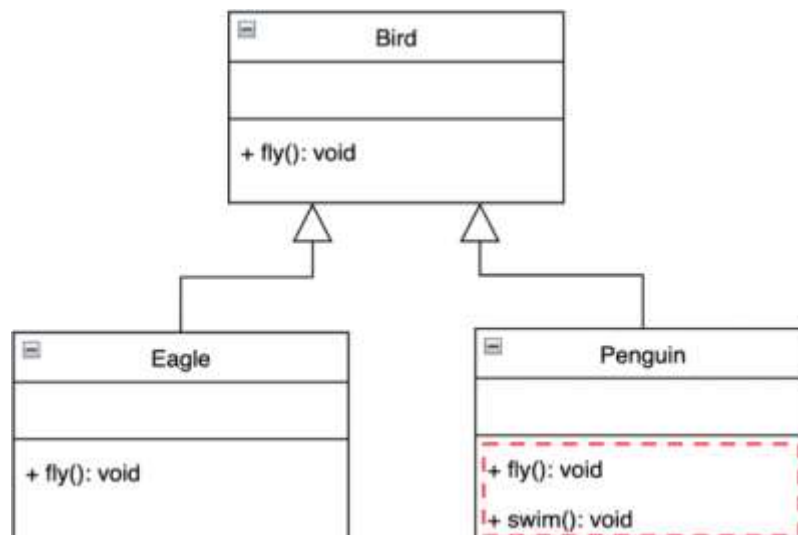 Bird
+ fly(): void
Eagle
Penguin
+ fly(): void
+ fly(): void
+ swim(): void